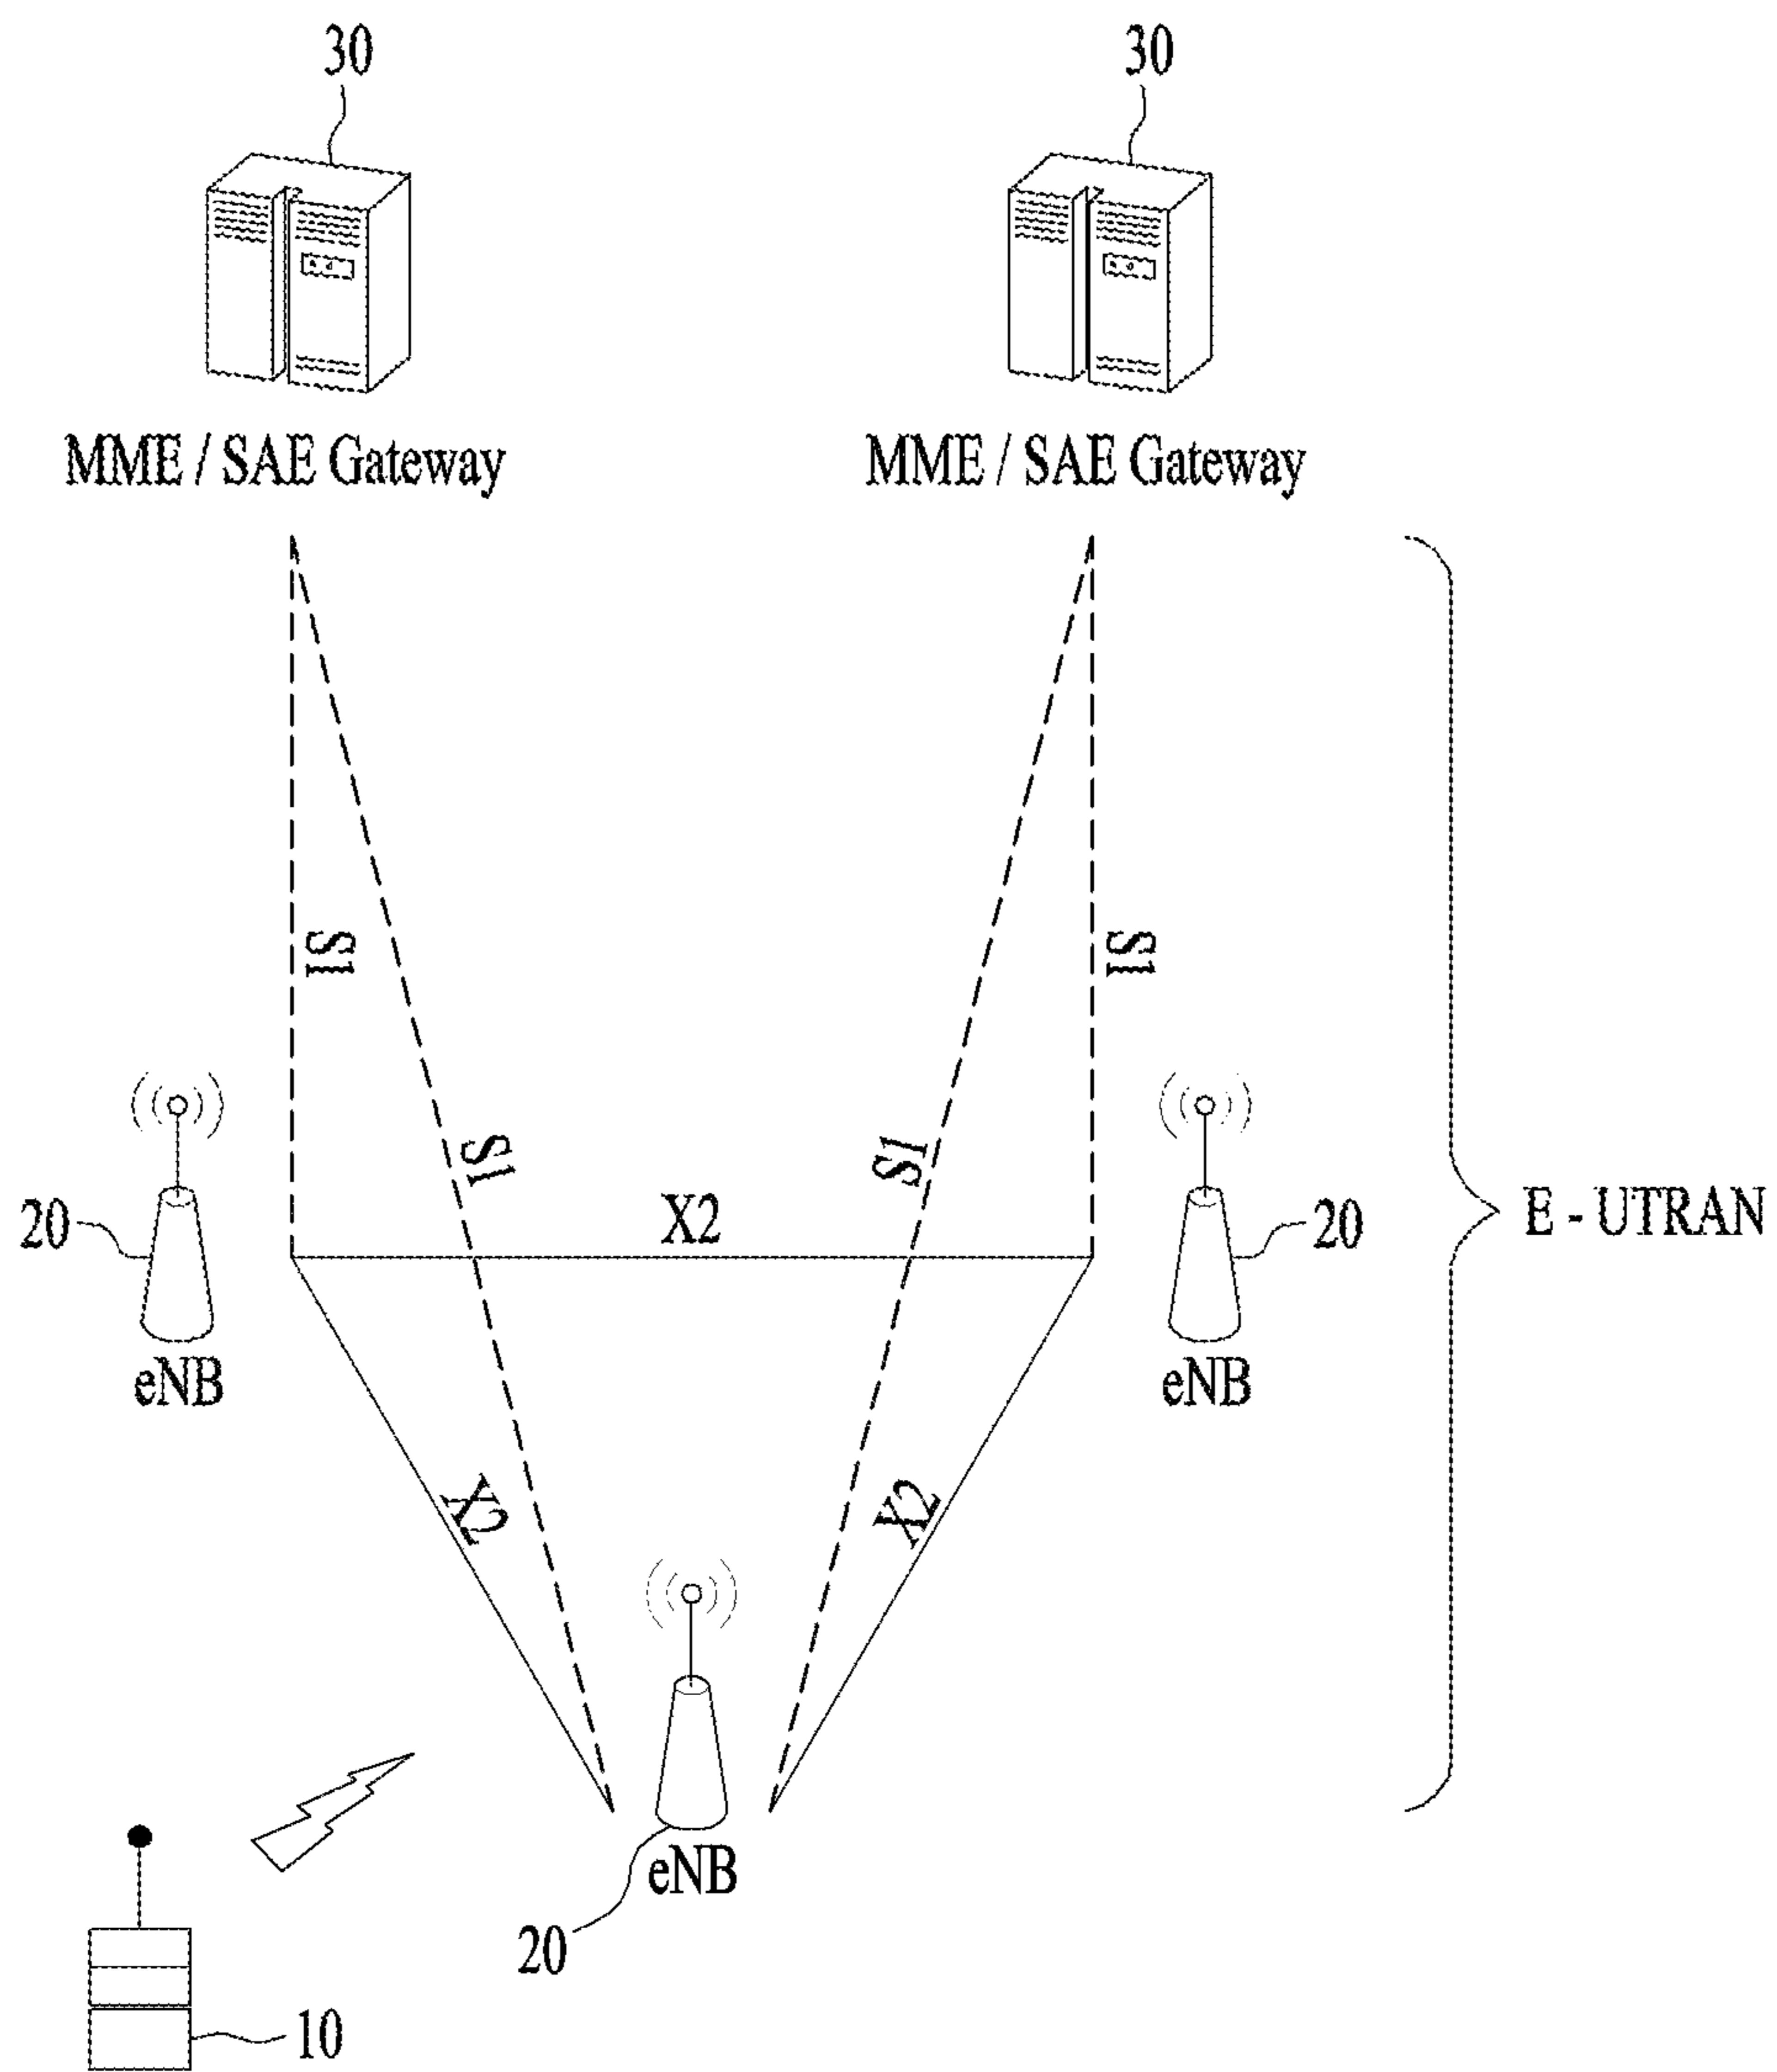 30
30
MME / SAE Gateway
MME / SAE Gateway
S1
S1
S1
S1
20
X2
20
E - UTRAN
eNB
eNB
X2
X2
eNB
20
10